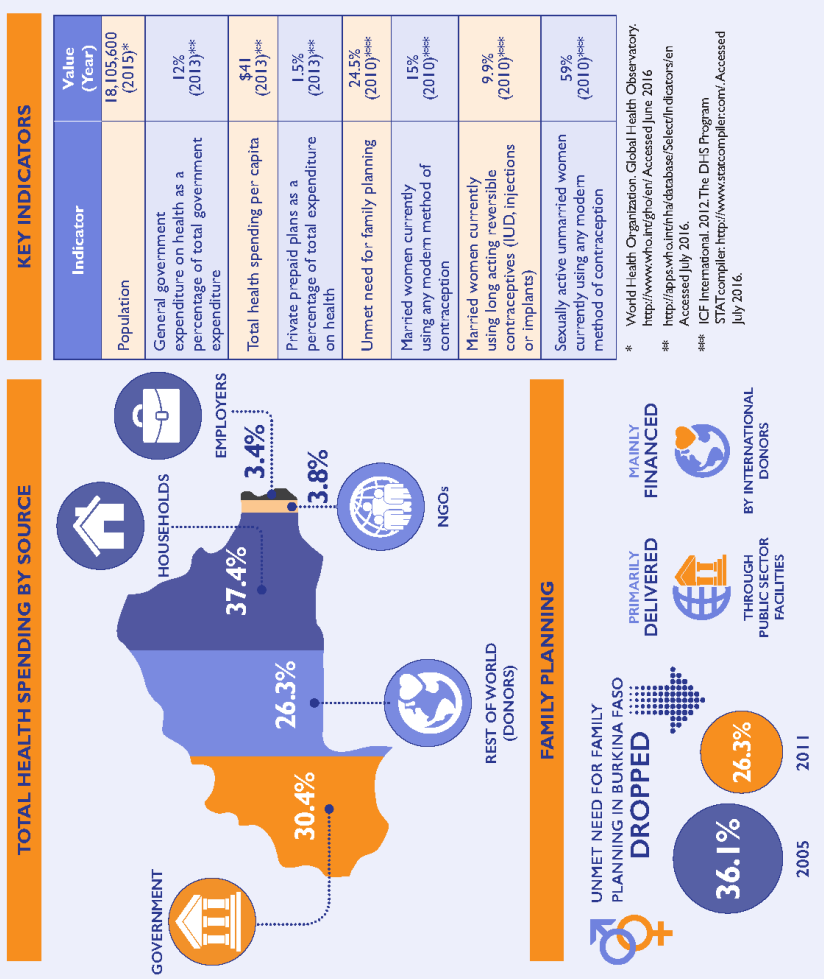 TOTAL HEALTH SPENDING BY SOURCE
GOVERNMENT
30.4%
26.3%
REST OF WORLD
(DONORS)
37.4%
HOUSEHOLDS
EMPLOYERS
3.4%
3.8%
NGOs
FAMILY PLANNING
UNMET NEED FOR FAMILY
PLANNING IN BURKINA FASO
DROPPED
36.1%
2005
26.3%
2011
PRIMARILY
DELIVERED
THROUGH
PUBLIC SECTOR
FACILITIES
MAINLY
FINANCED
BY INTERNATIONAL
DONORS
KEY INDICATORS
Indicator
Value
(Year)
Population
18,105,600
(2015)*
General government
expenditure on health as a
percentage of total government
expenditure
12%
(2013)**
Total health spending per capita
$41
(2013)**
Private prepaid plans as a
percentage of total expenditure
on health
1.5%
(2013)**
Unmet need for family planning
24.5%
(2010)***
Married women currently
using any modern method of
contraception
15%
(2010)***
Married women currently
using long acting reversible
contraceptives (IUD, injections
or implants)
9.9%
(2010)***
Sexually active unmarried women
currently using any modern
method of contraception
59%
(2010)***
* World Health Organization. Global Health Observatory.
http://www.who.int/gho/en/ Accessed June 2016
** http://apps.who.int/nha/database/Select/Indicators/en
Accessed July 2016.
*** ICF International. 2012. The DHS Program
STATcompiler. http://www.statcompiler.com/. Accessed
July 2016.